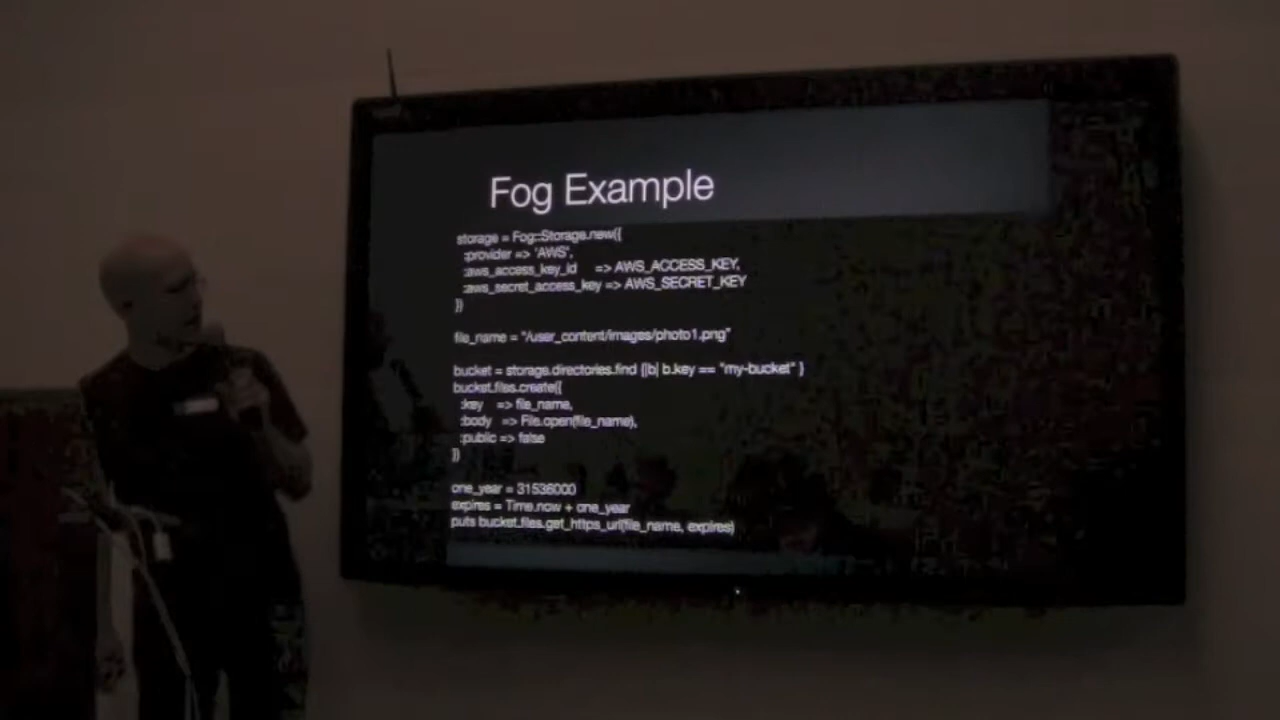 Fog Example
storage = Fog::Storage.new({
:provider => 'AWS',
:aws_access_key_id => AWS_ACCESS_KEY,
:aws_secret_access_key => AWS_SECRET_KEY
})
file_name = "/user_content/images/photo1.png"
bucket = storage.directories.find {|b| b.key == "my-bucket" }
bucket.files.create({
:key => file_name,
:body => File.open(file_name),
:public => false
})
one_year = 31536000
expires = Time.now + one_year
puts bucket.files.get_https_url(file_name, expires)